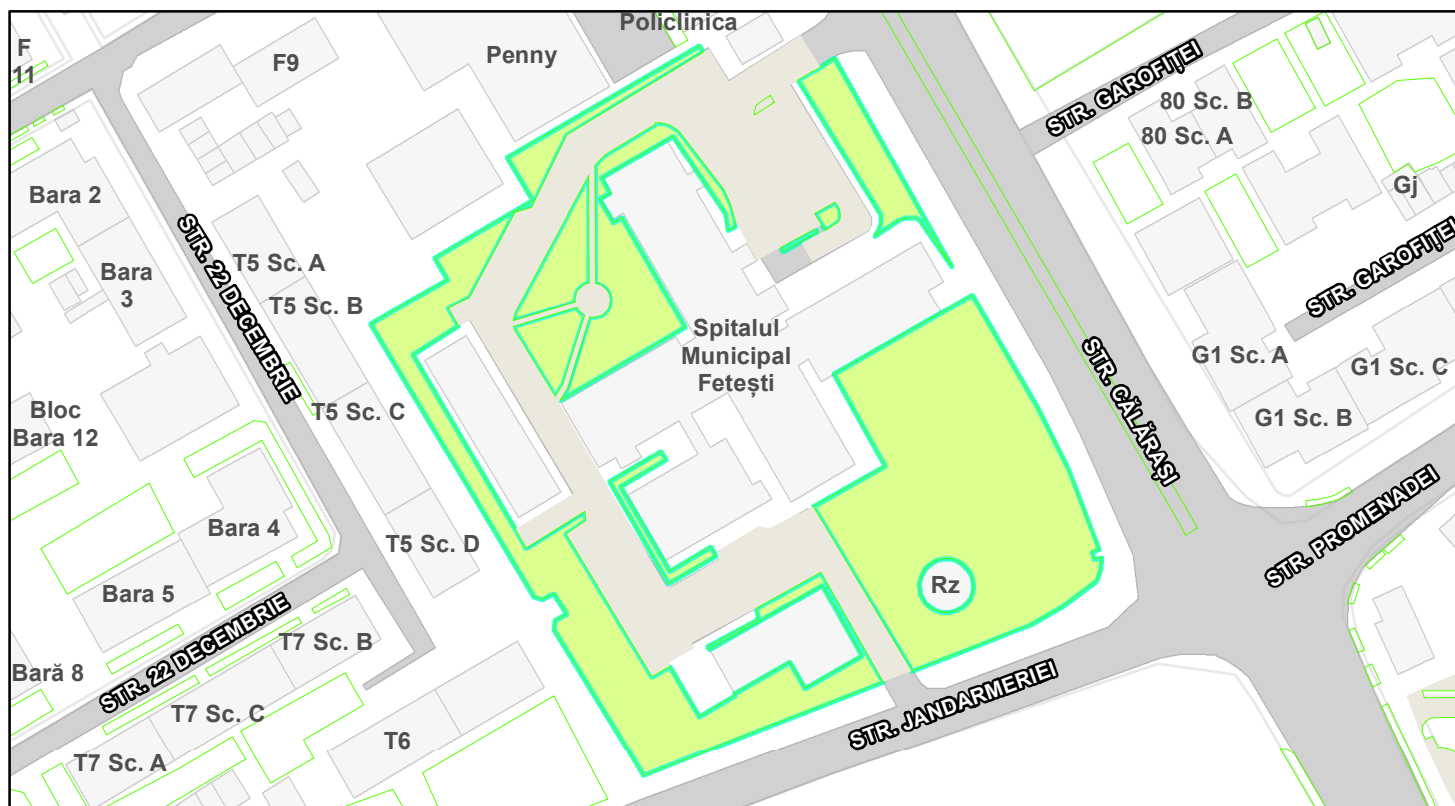 Policlinica
F
11
F9
Penny
STR. GAROFIȚEI
80 Sc. B
80 Sc. A
Bara 2
Gj
STR. 22 DECEMBRIE
T5 Sc. A
Bara
3
T5 Sc. B
STR. GAROFIȚEI
Spitalul
Municipal
Fetești
STR. CĂLĂRAȘI
G1 Sc. A
G1 Sc. C
Bloc
Bara 12
T5 Sc. C
G1 Sc. B
Bara 4
T5 Sc. D
STR. PROMENADEI
Bara 5
Rz
STR. 22 DECEMBRIE
T7 Sc. B
Bară 8
STR. JANDARMERIEI
T7 Sc. C
T6
T7 Sc. A